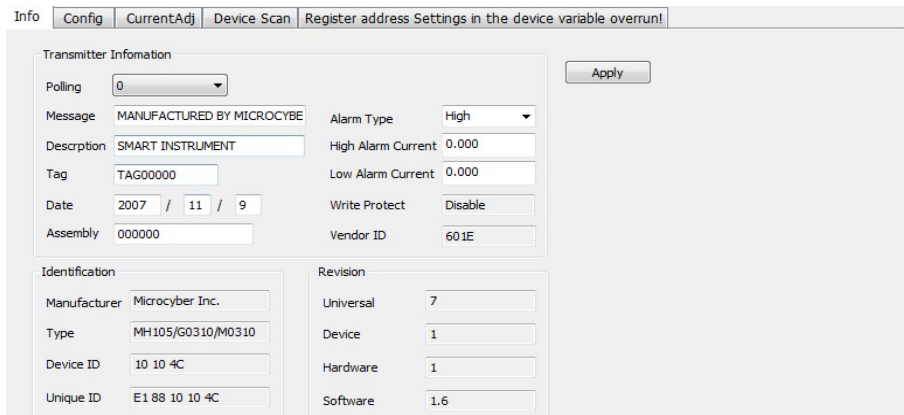 Info Config CurrentAdj Device Scan Register address Settings in the device variable overrun!
Transmitter Infomation
Polling 0
Apply
Message MANUFACTURED BY MICROCYBE
Alarm Type High
Descrption SMART INSTRUMENT
High Alarm Current 0.000
Tag TAG00000
Low Alarm Current 0.000
Date 2007 / 11 / 9
Write Protect Disable
Assembly 000000
Vendor ID 601E
Identification
Manufacturer Microcyber Inc.
Type MH105/G0310/M0310
Device ID 10 10 4C
Unique ID E1 88 10 10 4C
Revision
Universal 7
Device 1
Hardware 1
Software 1.6